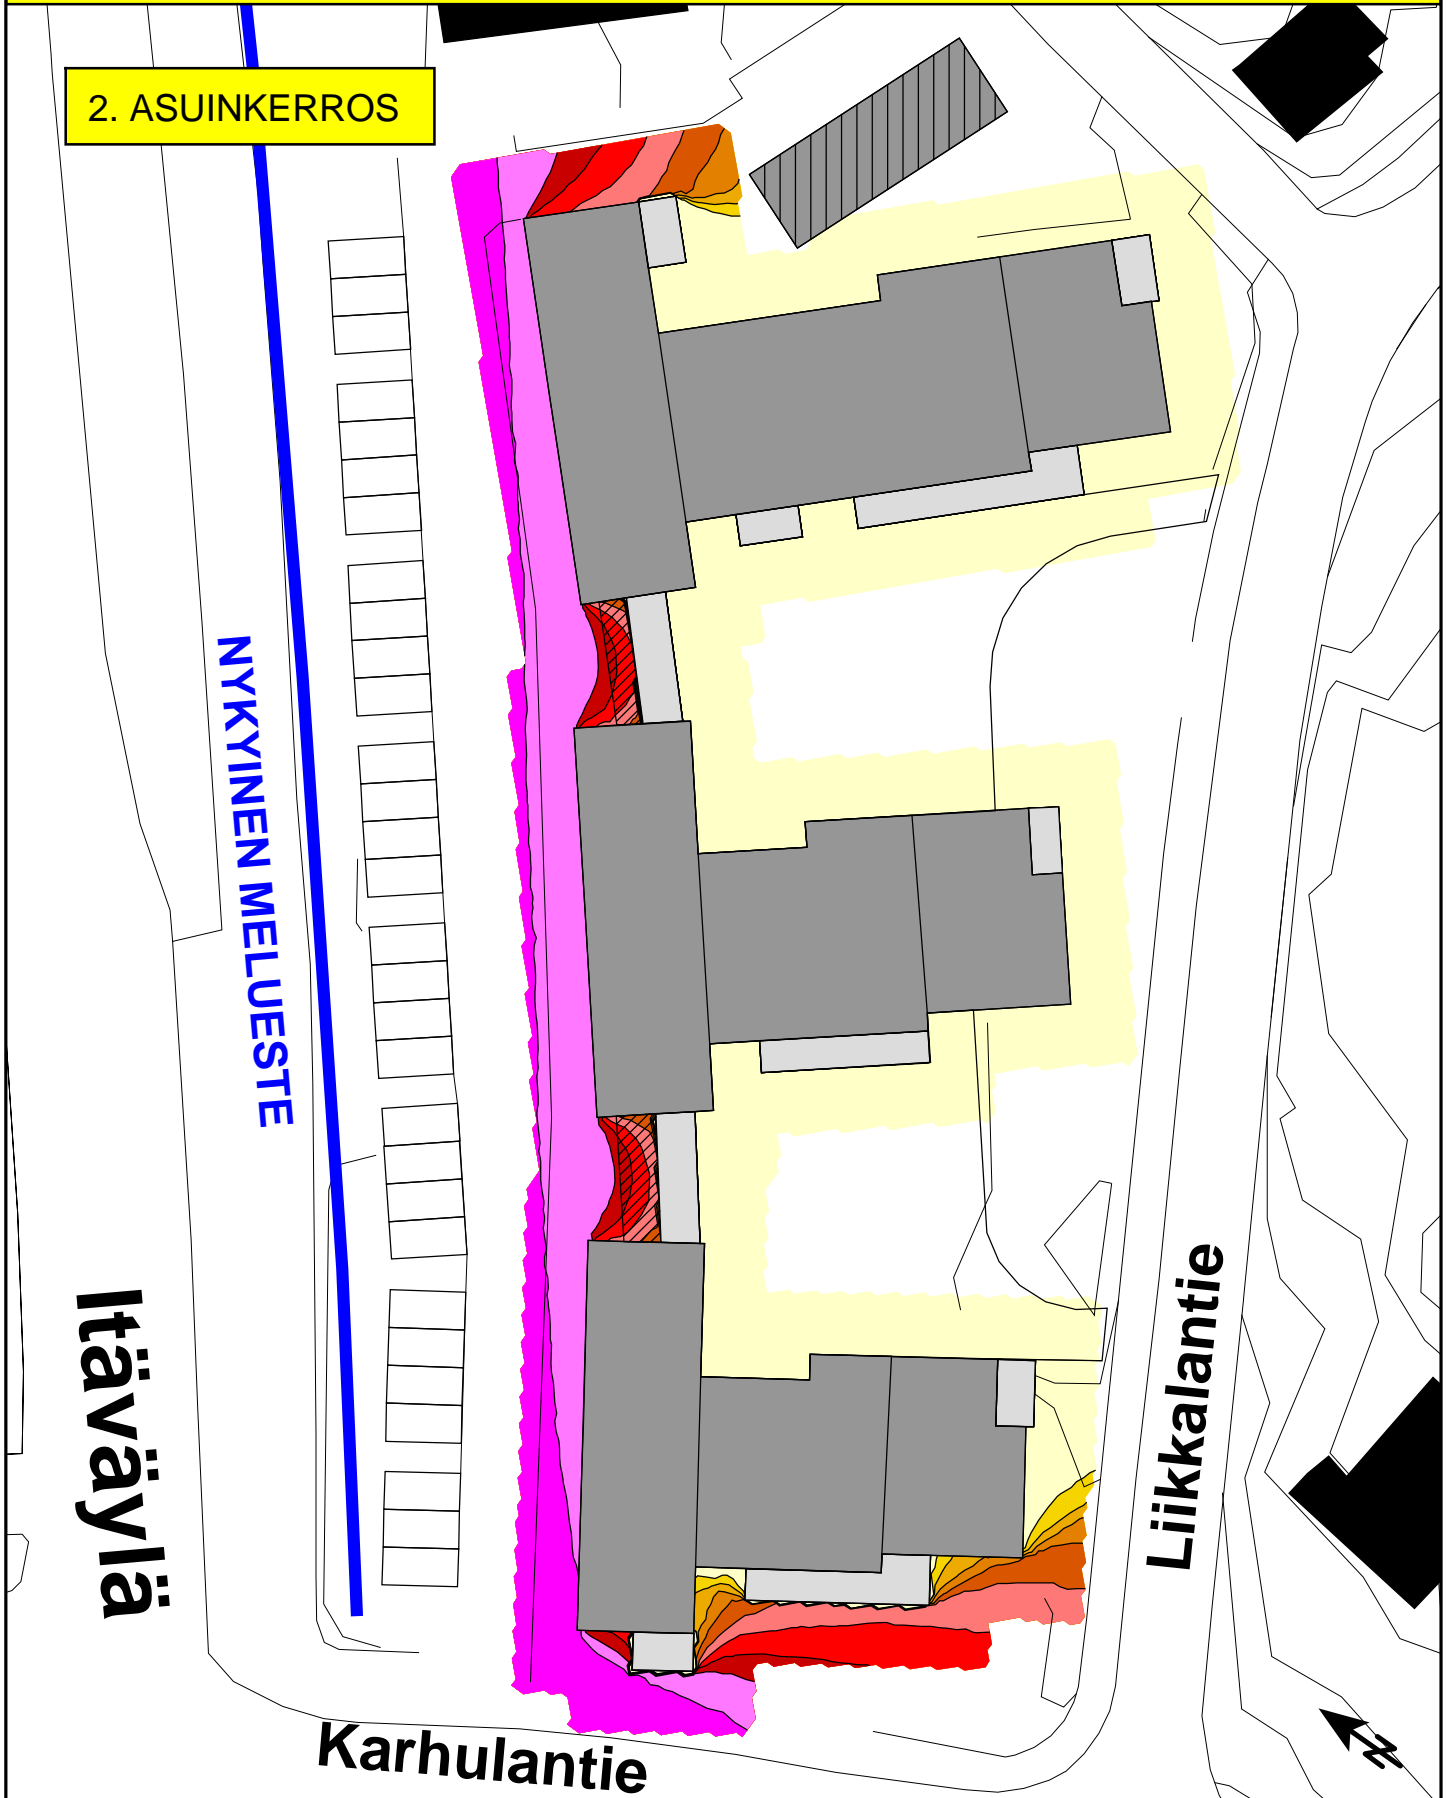 2. ASUINKERROS
NYKYINEN MELUESTE
Itäväylä
Liikkalantie
Karhulantie
N